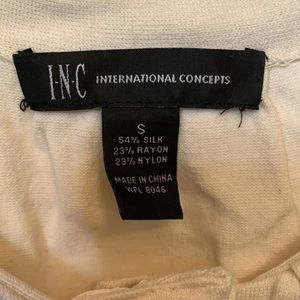 I·N·C INTERNATIONAL CONCEPTS
S
54% SILK
23% RAYON
23% NYLON
MADE IN CHINA
WPL 8046